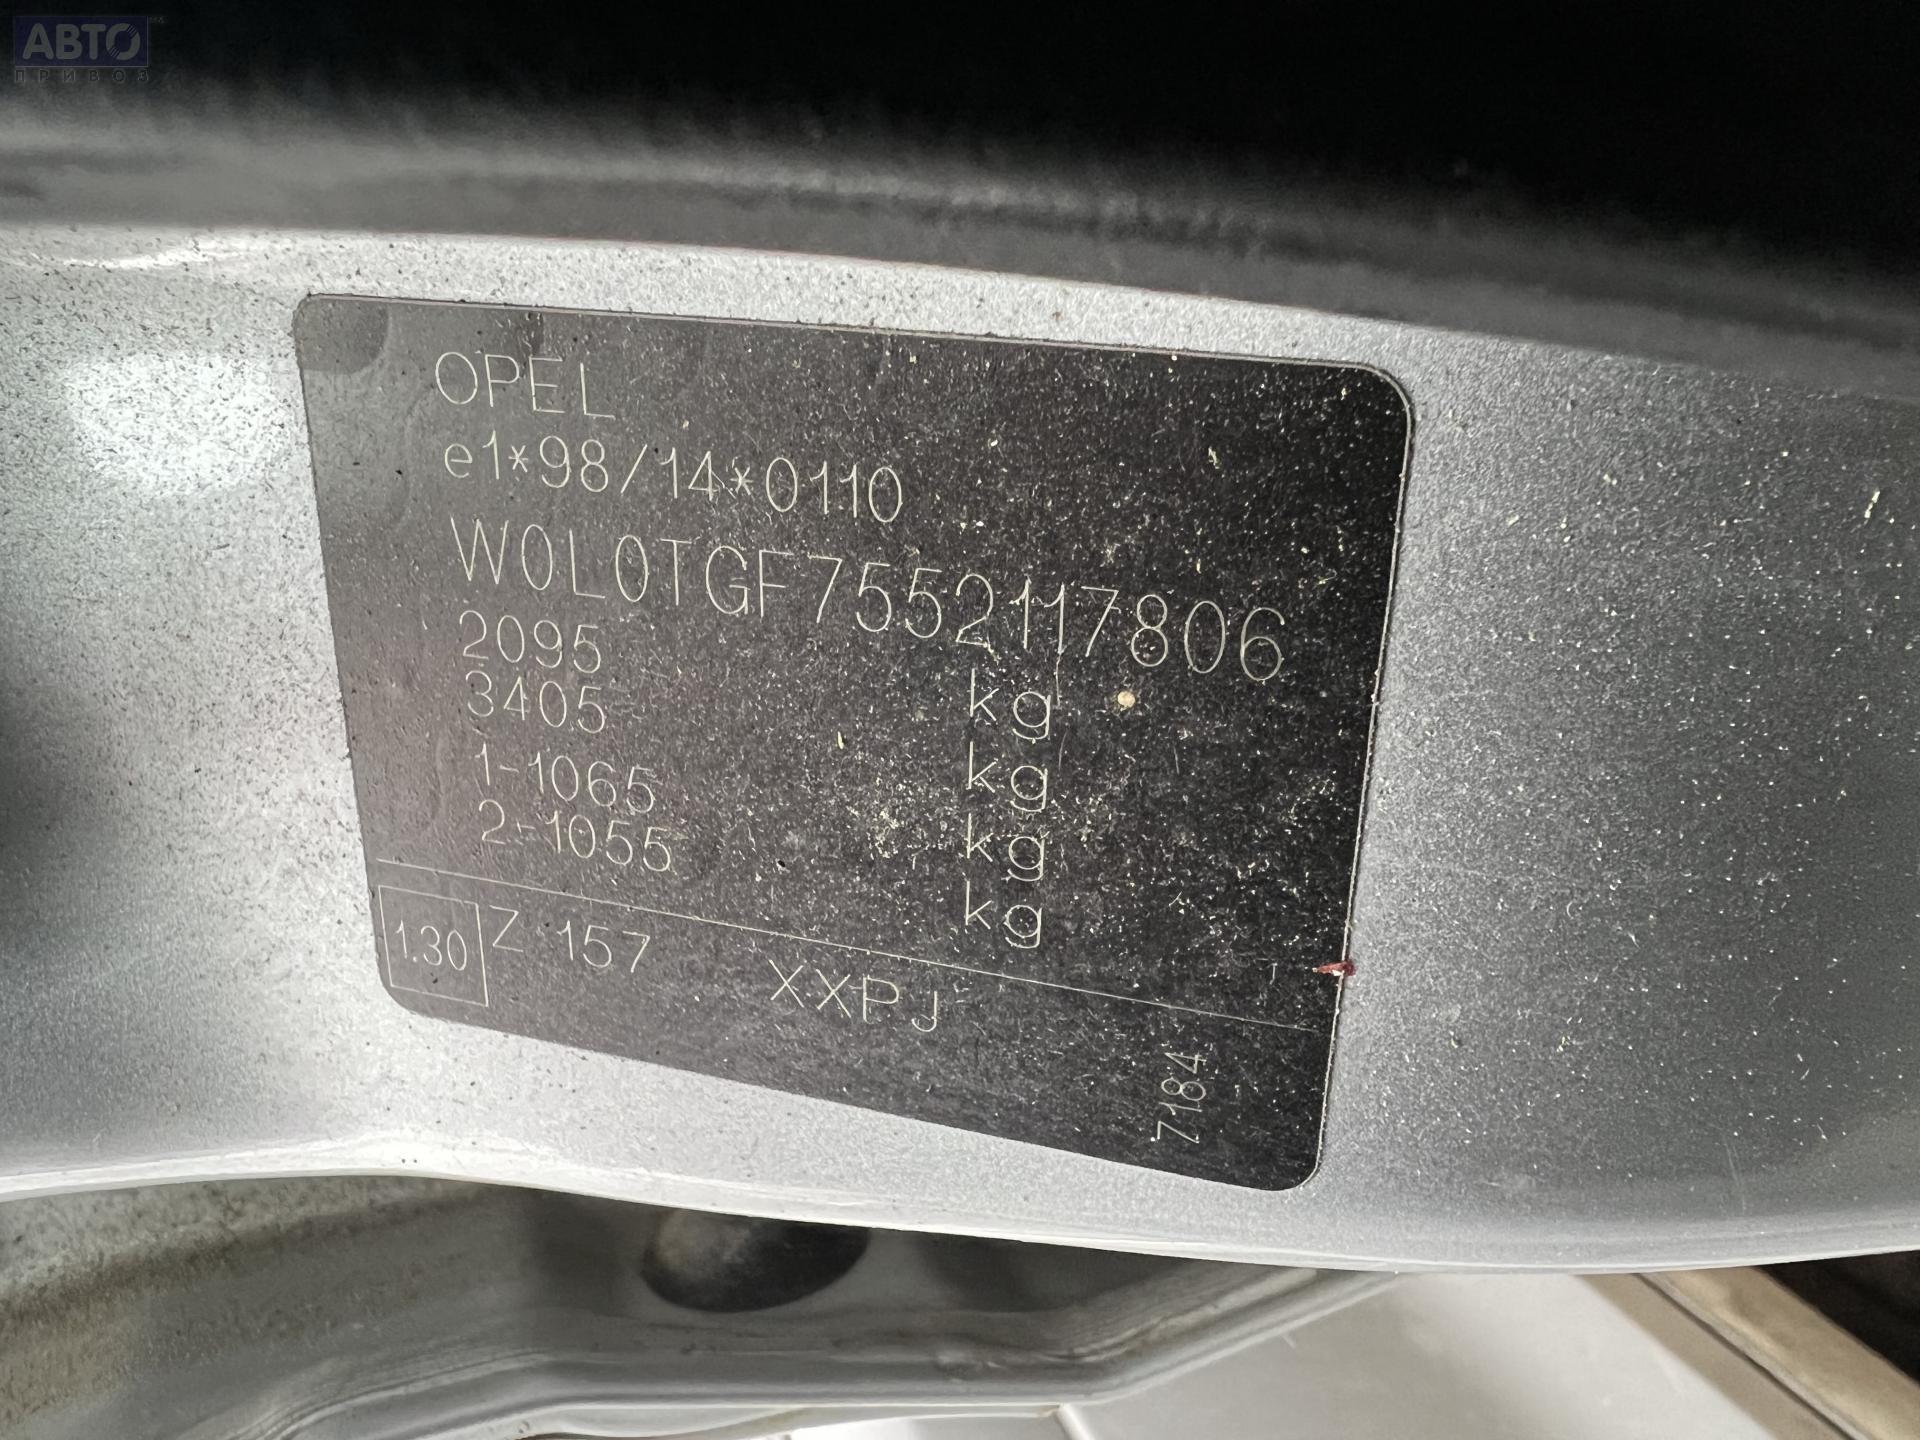 АВТО
ПРИВОЗ
OPEL
e1*98/14*0110
W0L0TGF7552117806
2095 kg
3405 kg
1-1065 kg
2-1055 kg
1.30 Z 157 XXPJ
7184